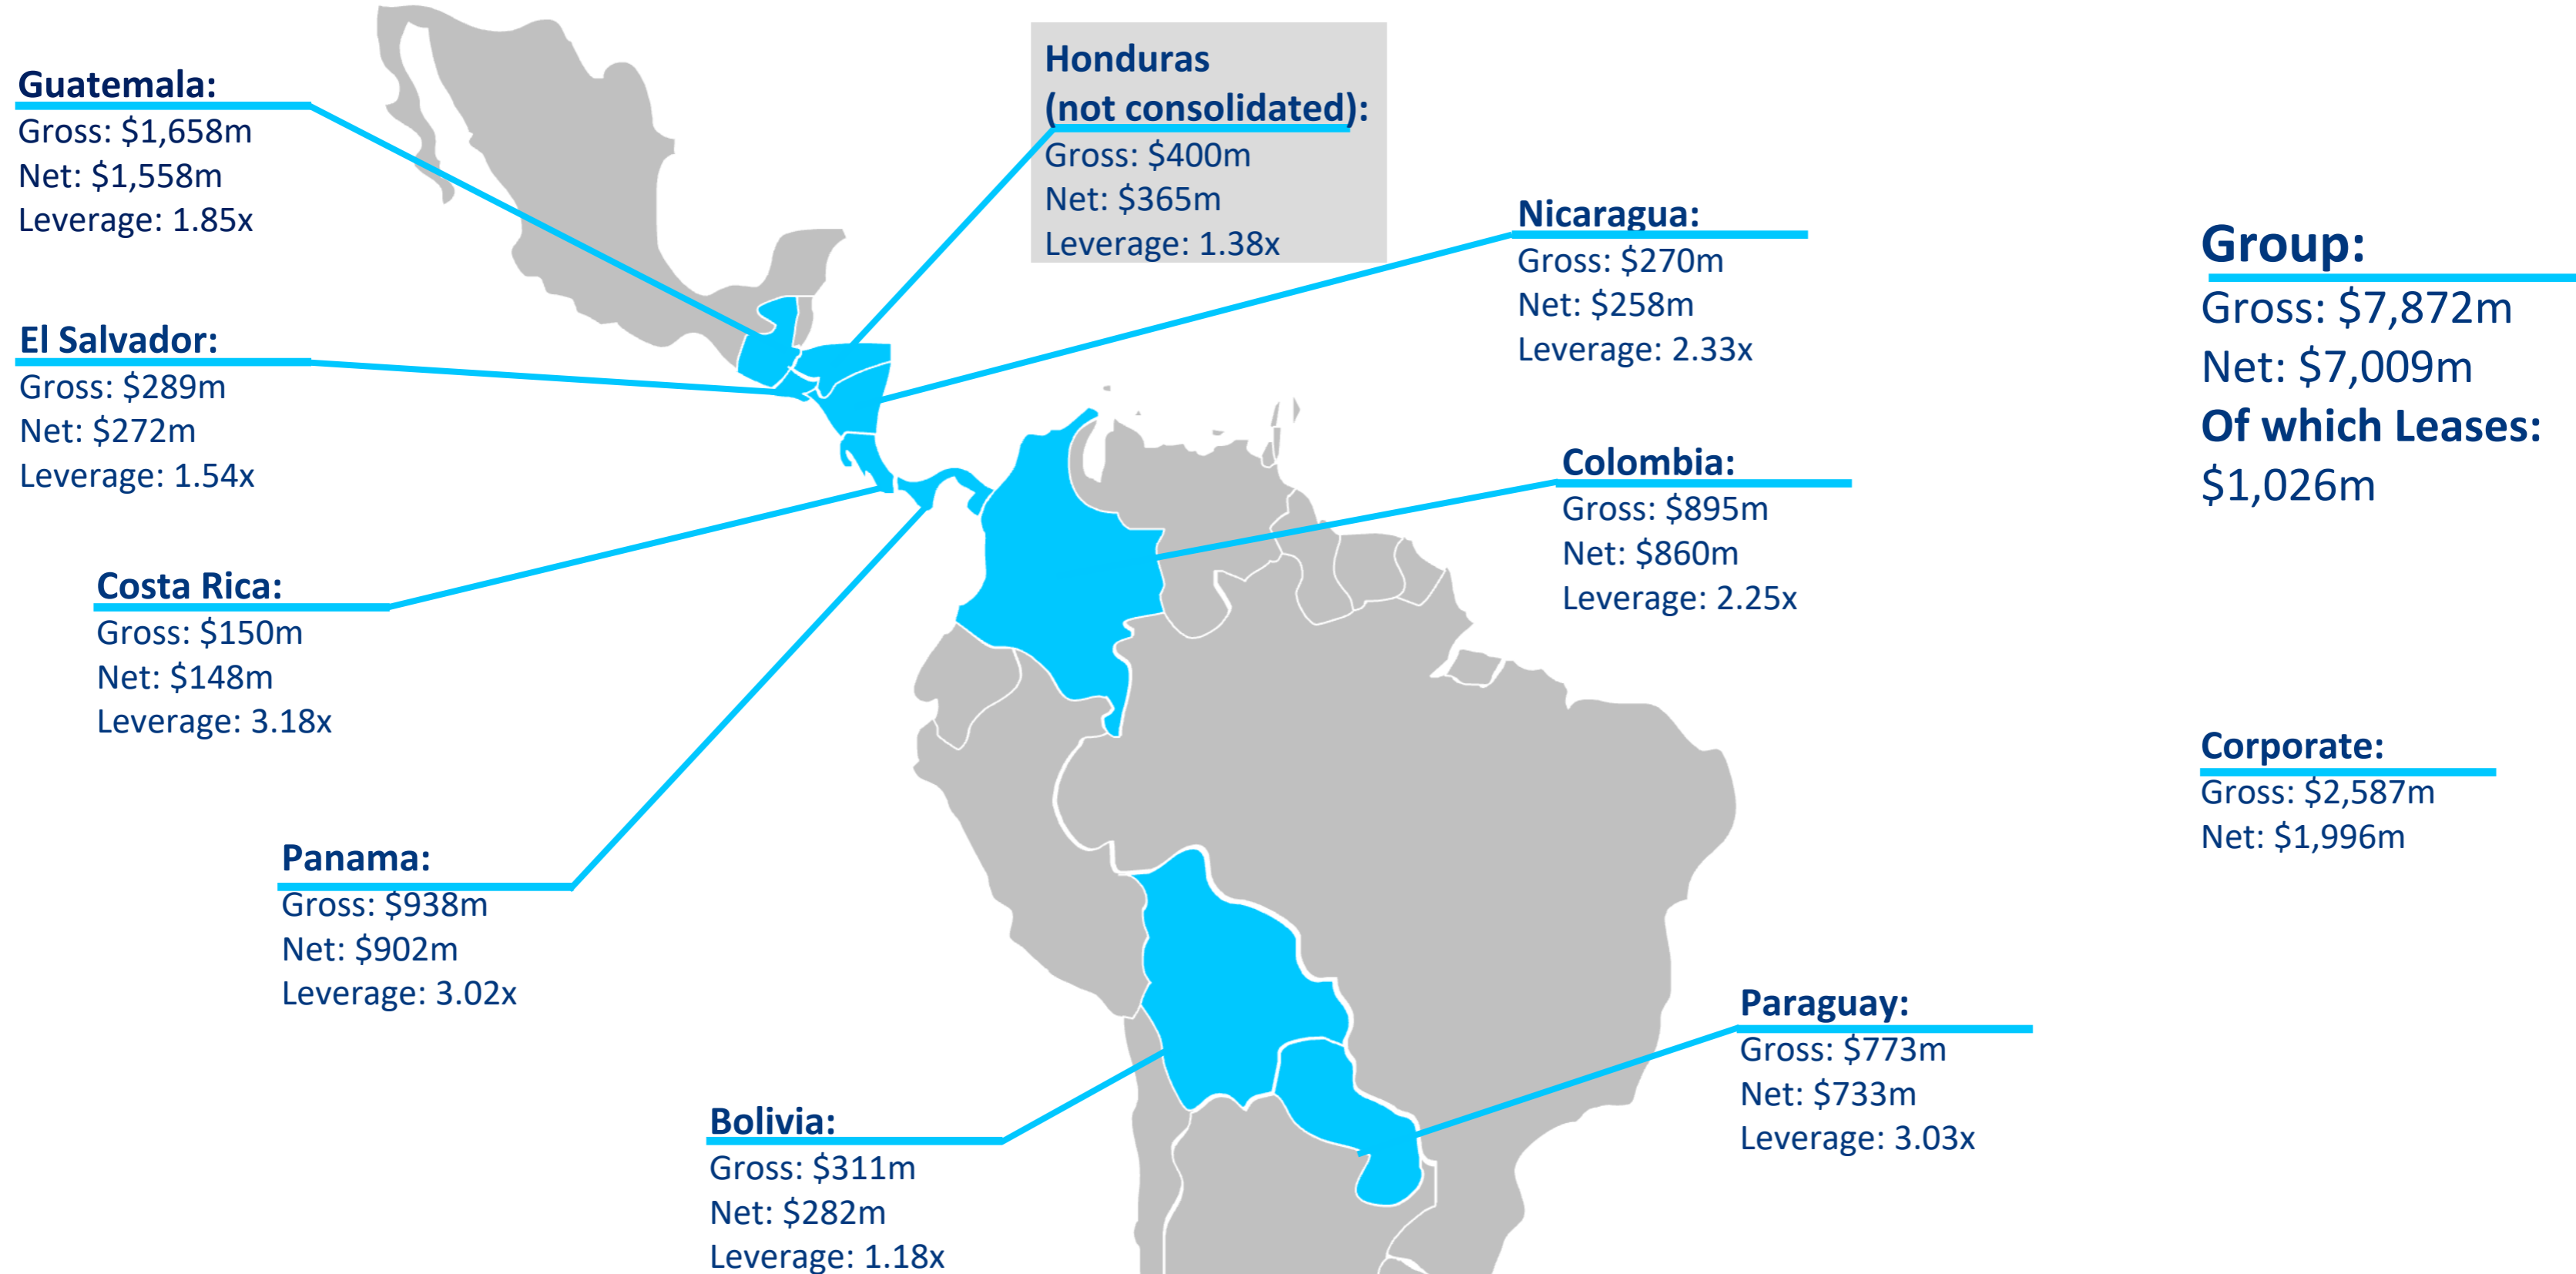 Guatemala:
Gross: $1,658m
Net: $1,558m
Leverage: 1.85x
El Salvador:
Gross: $289m
Net: $272m
Leverage: 1.54x
Costa Rica:
Gross: $150m
Net: $148m
Leverage: 3.18x
Panama:
Gross: $938m
Net: $902m
Leverage: 3.02x
Bolivia:
Gross: $311m
Net: $282m
Leverage: 1.18x
Honduras
(not consolidated):
Gross: $400m
Net: $365m
Leverage: 1.38x
Nicaragua:
Gross: $270m
Net: $258m
Leverage: 2.33x
Colombia:
Gross: $895m
Net: $860m
Leverage: 2.25x
Paraguay:
Gross: $773m
Net: $733m
Leverage: 3.03x
Group:
Gross: $7,872m
Net: $7,009m
Of which Leases:
$1,026m
Corporate:
Gross: $2,587m
Net: $1,996m